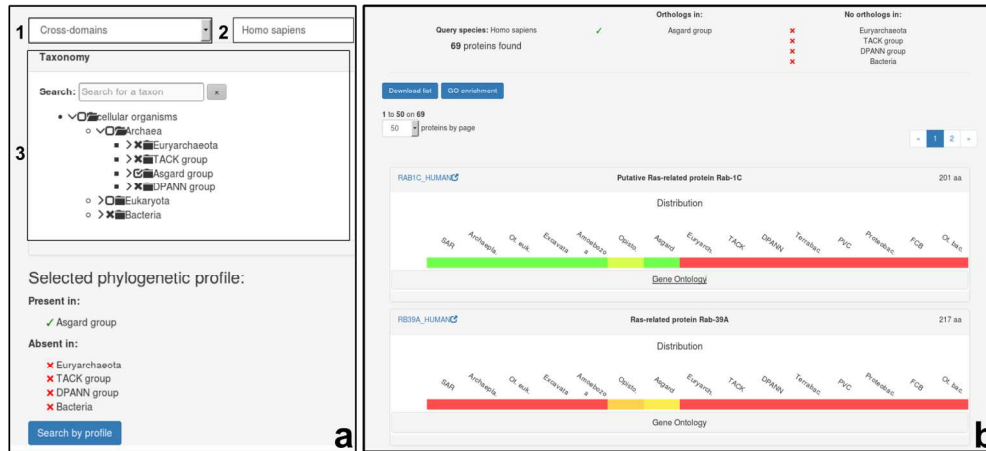 1 Cross-domains 2 Homo sapiens
Taxonomy
Search: Search for a taxon ×
cellular organisms
Archaea
3
Euryarchaeota
TACK group
Asgard group
DPANN group
Eukaryota
Bacteria
Selected phylogenetic profile:
Present in:
✓ Asgard group
Absent in:
× Euryarchaeota
× TACK group
× DPANN group
× Bacteria
Search by profile
a
Orthologs in: No orthologs in:
Query species: Homo sapiens ✓ Asgard group × Euryarchaeota
69 proteins found × TACK group
× DPANN group
× Bacteria
Download list GO enrichment
1 to 50 on 69
50 proteins by page
« 1 2 »
RAB1C_HUMAN Putative Ras-related protein Rab-1C 201 aa
Distribution
SAR Archaepla. Ot. euk. Excavata Amoebozoa Opisto. Asgard Euryarch. TACK DPANN Terrabac. PVC Proteobac. FCB Ot. bac.
Gene Ontology
RB39A_HUMAN Ras-related protein Rab-39A 217 aa
Distribution
SAR Archaepla. Ot. euk. Excavata Amoebozoa Opisto. Asgard Euryarch. TACK DPANN Terrabac. PVC Proteobac. FCB Ot. bac.
Gene Ontology
b